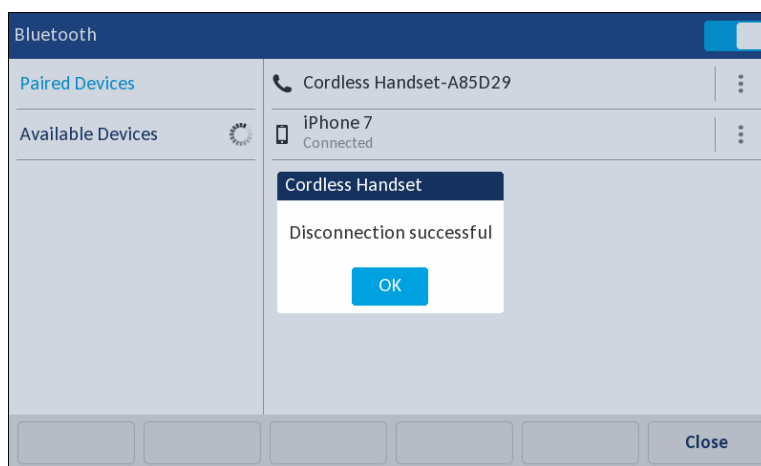 Bluetooth
Paired Devices
Available Devices
Cordless Handset-A85D29
iPhone 7
Connected
Cordless Handset
Disconnection successful
OK
Close